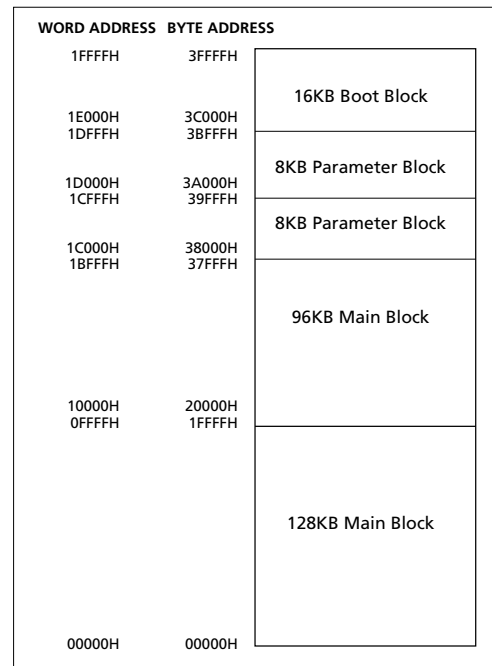 WORD ADDRESS BYTE ADDRESS
1FFFFH 3FFFFH
16KB Boot Block
1E000H 3C000H
1DFFFH 3BFFFH
8KB Parameter Block
1D000H 3A000H
1CFFFH 39FFFH
8KB Parameter Block
1C000H 38000H
1BFFFH 37FFFH
96KB Main Block
10000H 20000H
0FFFFH 1FFFFH
128KB Main Block
00000H 00000H